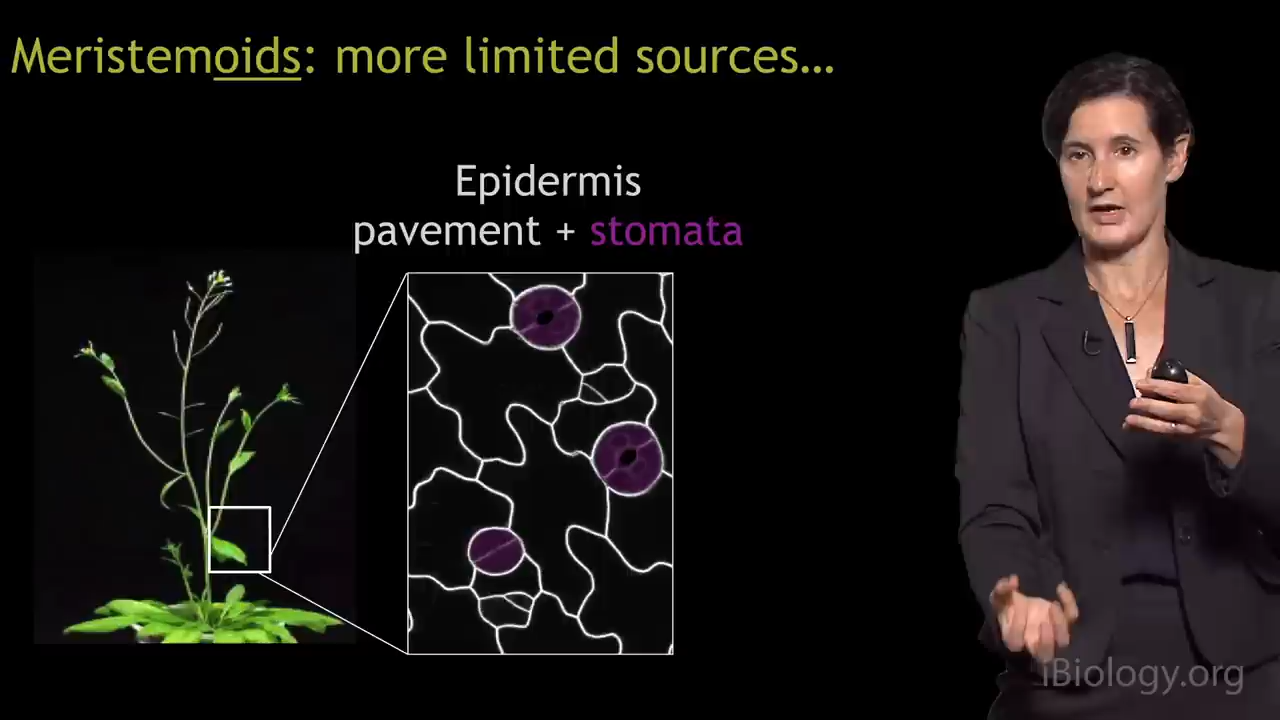 Meristemoids: more limited sources...
Epidermis
pavement + stomata
iBiology.org